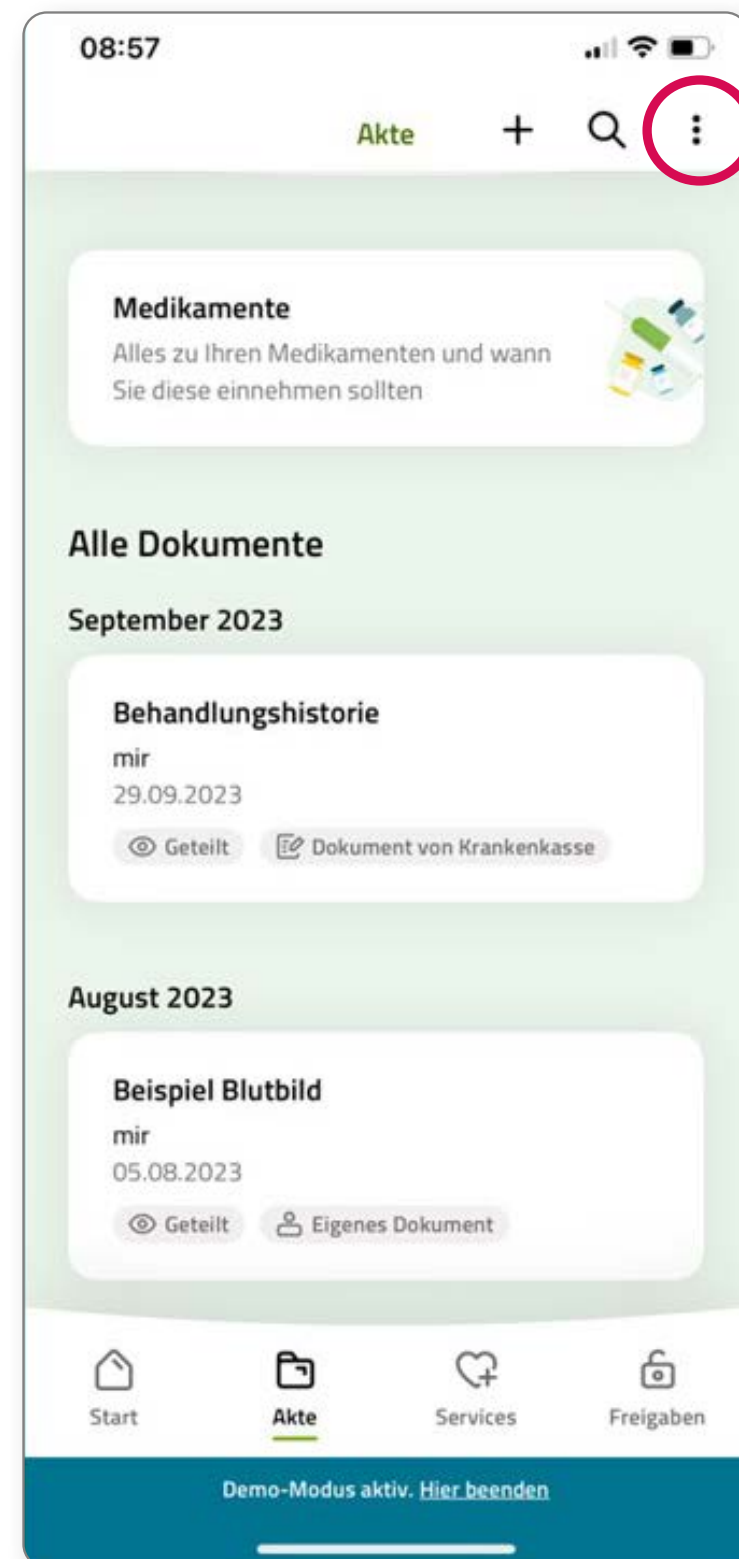 08:57
Akte
Medikamente
Alles zu Ihren Medikamenten und wann
Sie diese einnehmen sollten
Alle Dokumente
September 2023
Behandlungshistorie
mir
29.09.2023
Geteilt Dokument von Krankenkasse
August 2023
Beispiel Blutbild
mir
05.08.2023
Geteilt Eigenes Dokument
Start Akte Services Freigaben
Demo-Modus aktiv. Hier beenden